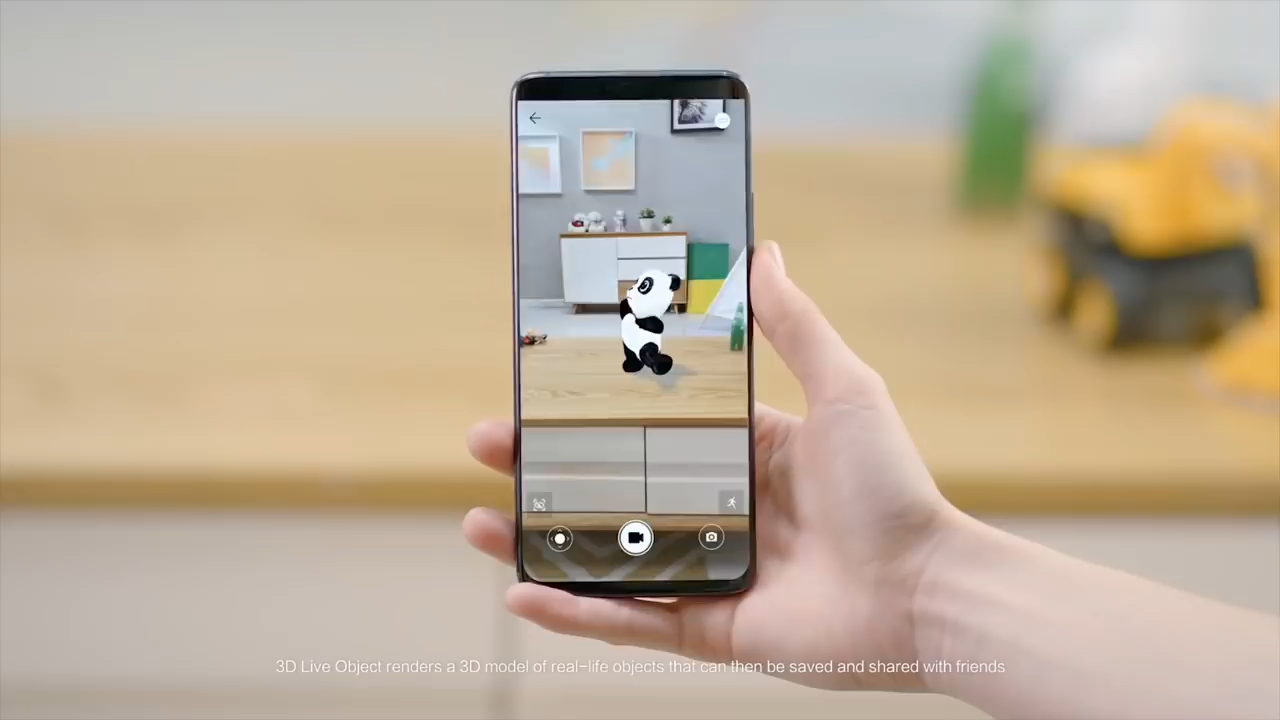 3D Live Object renders a 3D model of real-life objects that can then be saved and shared with friends